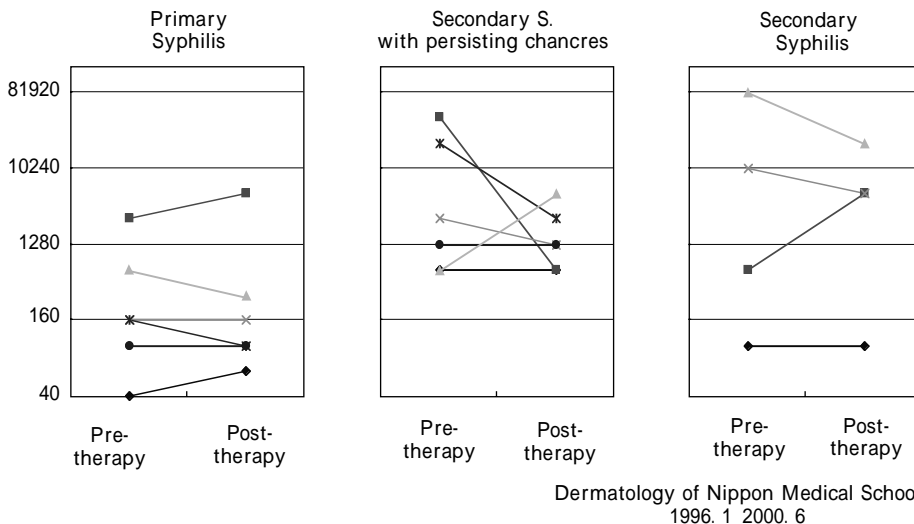 Primary
Syphilis
Secondary S.
with persisting chancres
Secondary
Syphilis
81920
10240
1280
160
40
Pre-
therapy
Post-
therapy
Pre-
therapy
Post-
therapy
Pre-
therapy
Post-
therapy
Dermatology of Nippon Medical Schoo
1996. 1 2000. 6